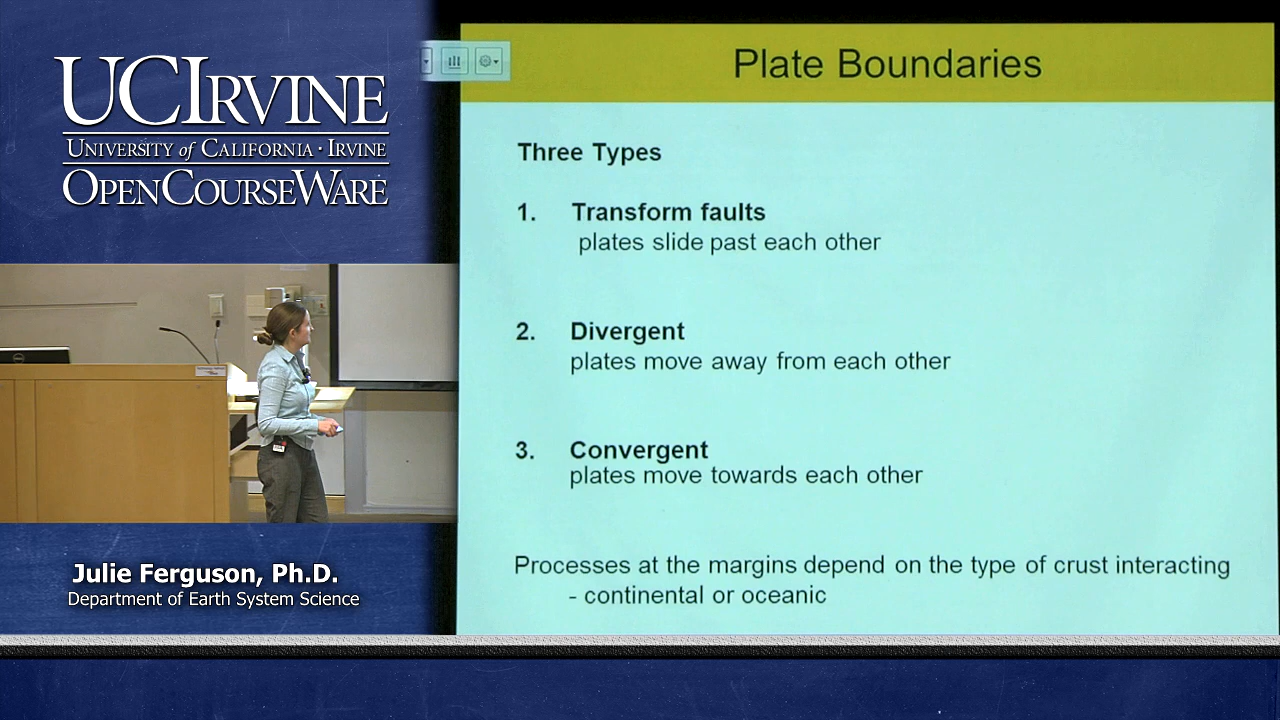 UCIRVINE
UNIVERSITY of CALIFORNIA · IRVINE
OPENCOURSEWARE
Plate Boundaries
Three Types
1. Transform faults
plates slide past each other
2. Divergent
plates move away from each other
3. Convergent
plates move towards each other
Processes at the margins depend on the type of crust interacting
- continental or oceanic
Julie Ferguson, Ph.D.
Department of Earth System Science